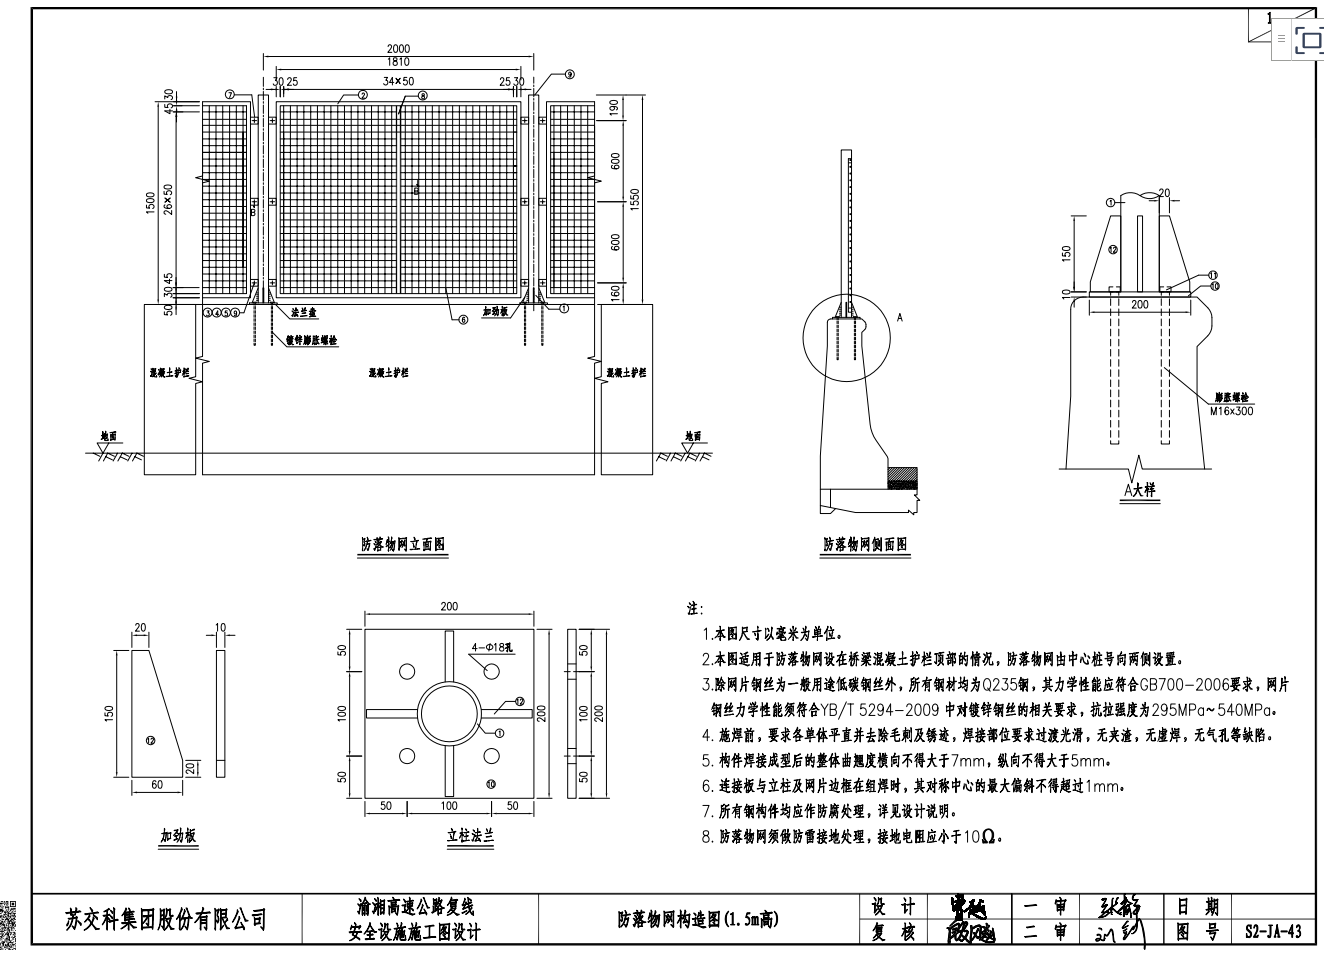 1
2000
1810
30 25 34×50 25 30
⑦ ② ⑧ ⑨
30
45
1500
26×50
45
30
50
190
600
600
160
1550
B
B
③④⑤⑨
法兰盘
加劲板
①
⑥
镀锌膨胀螺栓
混凝土护栏
混凝土护栏
混凝土护栏
地面
地面
防落物网立面图
A
防落物网侧面图
20
①
150
⑫
⑪
⑩
10
200
膨胀螺栓
M16x300
A大样
20
10
150
⑫
20
60
加劲板
200
50
100
50
4-Φ18孔
⑫
①
⑩
200
50
100
50
200
50 100 50
立柱法兰
注:
1.本图尺寸以毫米为单位。
2.本图适用于防落物网设在桥梁混凝土护栏顶部的情况，防落物网由中心桩号向两侧设置。
3.除网片钢丝为一般用途低碳钢丝外，所有钢材均为Q235钢，其力学性能应符合GB700-2006要求，网片
钢丝力学性能须符合YB/T 5294-2009 中对镀锌钢丝的相关要求，抗拉强度为295MPa~540MPa。
4. 施焊前，要求各单体平直并去除毛刺及锈迹，焊接部位要求过渡光滑，无夹渣，无虚焊，无气孔等缺陷。
5. 构件焊接成型后的整体曲翘度横向不得大于7mm，纵向不得大于5mm。
6. 连接板与立柱及网片边框在组焊时，其对称中心的最大偏斜不得超过1mm。
7. 所有钢构件均应作防腐处理，详见设计说明。
8. 防落物网须做防雷接地处理，接地电阻应小于10Ω。
苏交科集团股份有限公司
渝湘高速公路复线
安全设施施工图设计
防落物网构造图(1.5m高)
设 计
复 核
一 审
二 审
日 期
图 号
S2-JA-43